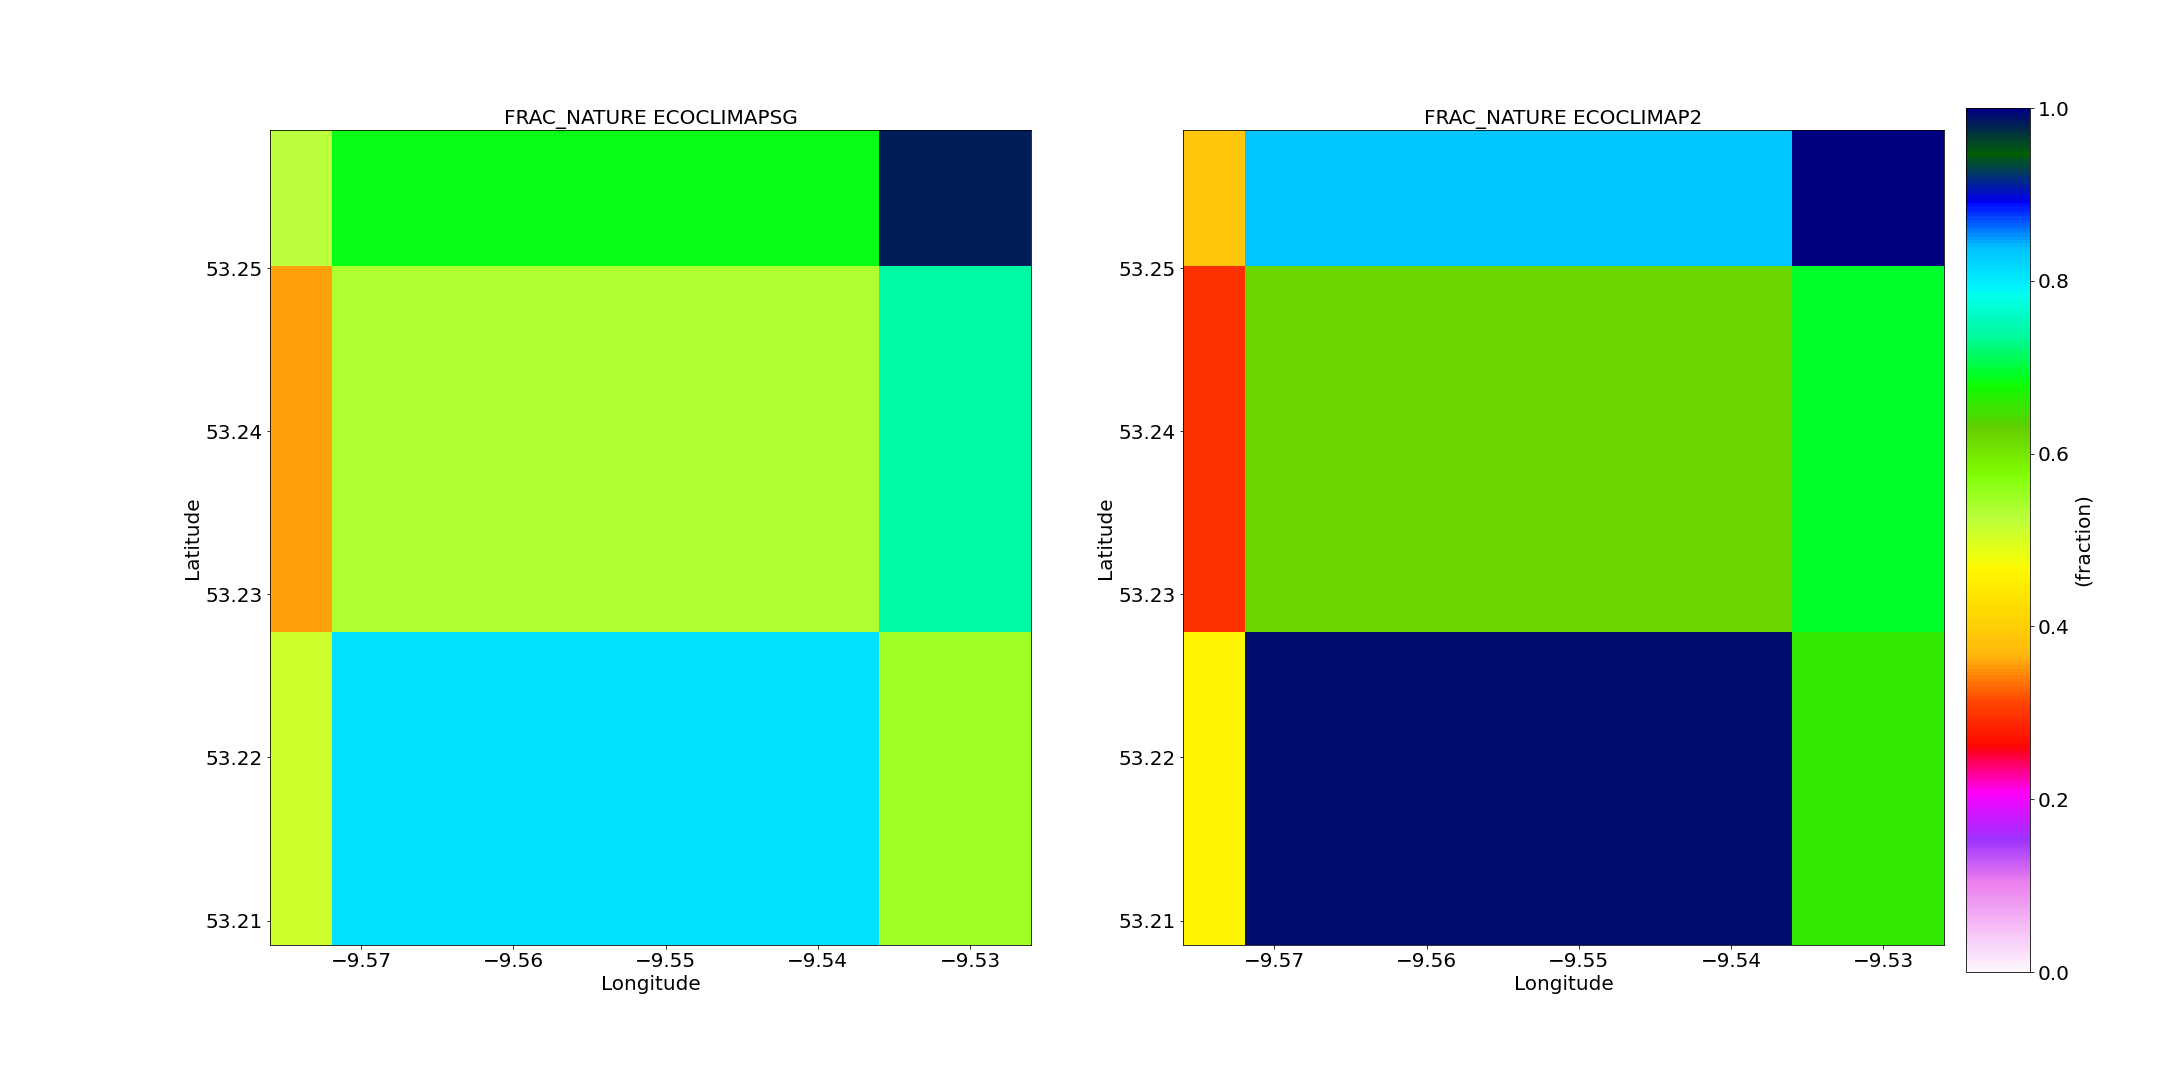 FRAC_NATURE ECOCLIMAPSG
53.25
53.24
53.23
53.22
53.21
Latitude
−9.57 −9.56 −9.55 −9.54 −9.53
Longitude
FRAC_NATURE ECOCLIMAP2
53.25
53.24
53.23
53.22
53.21
Latitude
−9.57 −9.56 −9.55 −9.54 −9.53
Longitude
1.0
0.8
0.6
0.4
0.2
0.0
(fraction)